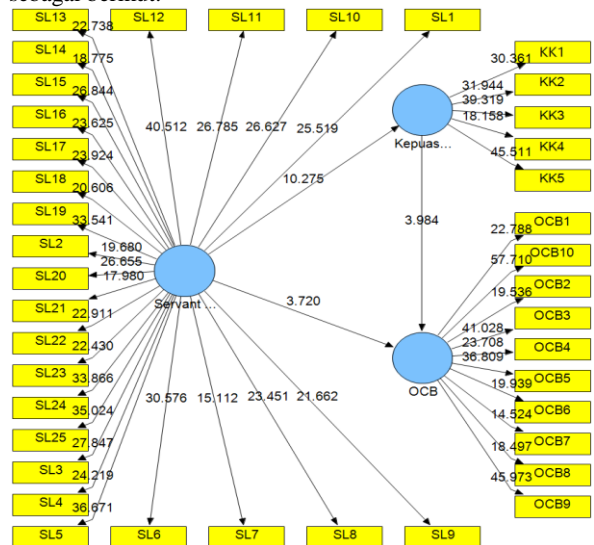 sebagai berikut.
SL13 SL12 SL11 SL10 SL1
22.738
SL14
18.775
SL15
26.844
SL16
23.625
SL17
23.924
SL18
20.606
SL19
33.541
SL2
19.680
26.655
SL20
17.980
SL21
22.911
SL22
22.430
SL23
33.866
SL24
35.024
SL25
27.847
SL3
24.219
SL4
36.671
SL5 SL6 SL7 SL8 SL9
40.512 26.785 26.627 25.519
10.275
Servant ...
3.720
30.576 15.112 23.451 21.662
KK1
30.361
KK2
31.944
39.319
KK3
18.158
KK4
45.511
KK5
Kepuas...
3.984
OCB1
22.788
OCB10
57.710
OCB2
19.536
OCB3
41.028
23.708
OCB4
36.809
OCB5
19.939
OCB6
14.524
OCB7
18.497
OCB8
45.973
OCB9
OCB